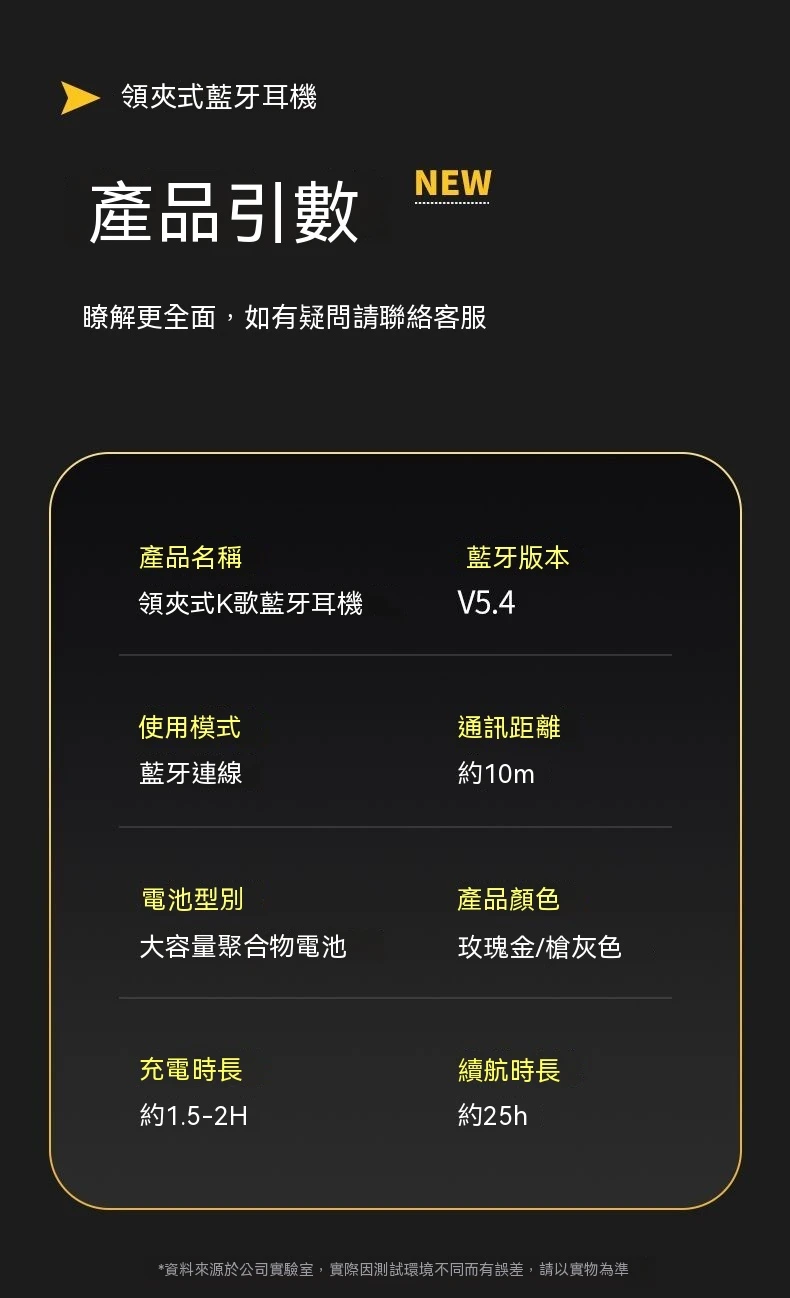 領夾式藍牙耳機
產品引數
NEW
瞭解更全面，如有疑問請聯絡客服
產品名稱
領夾式K歌藍牙耳機
藍牙版本
V5.4
使用模式
藍牙連線
通訊距離
約10m
電池型別
大容量聚合物電池
產品顏色
玫瑰金/槍灰色
充電時長
約1.5-2H
續航時長
約25h
*資料來源於公司實驗室，實際因測試環境不同而有誤差，請以實物為準